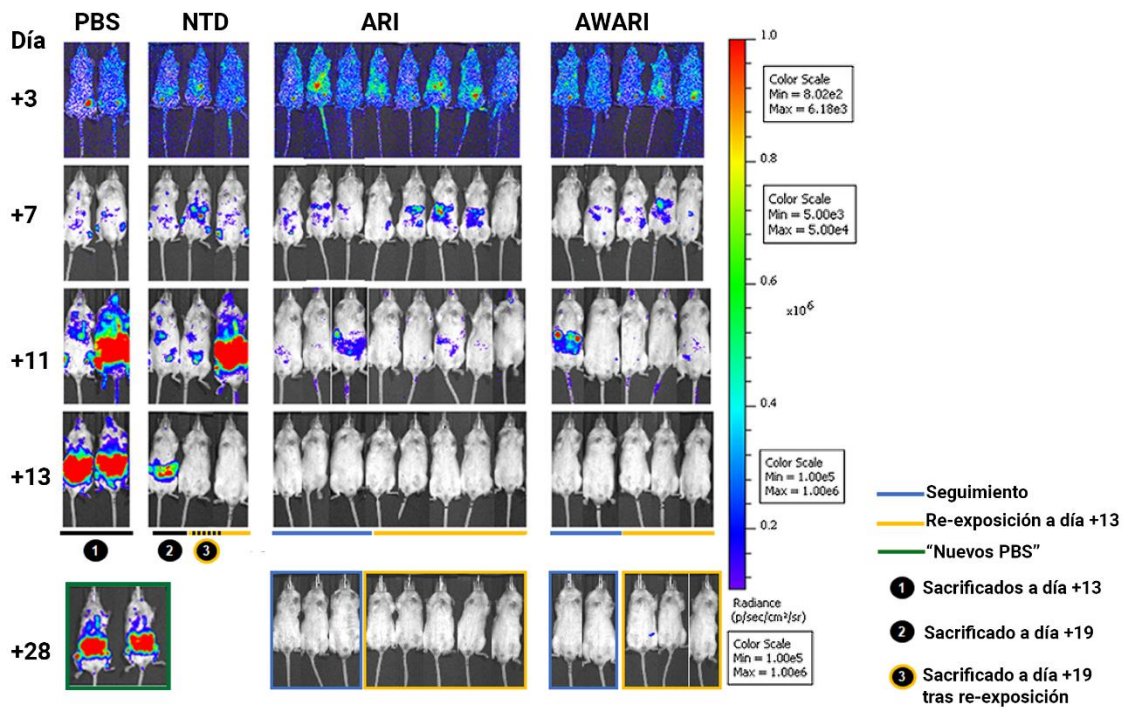 PBS NTD ARI AWARI
Día
+3
+7
+11
+13
+28
1 2 3
1.0
0.8
0.6
x10⁶
0.4
0.2
Color Scale
Min = 8.02e2
Max = 6.18e3
Color Scale
Min = 5.00e3
Max = 5.00e4
Color Scale
Min = 1.00e5
Max = 1.00e6
Radiance
(p/sec/cm²/sr)
Color Scale
Min = 1.00e5
Max = 1.00e6
Seguimiento
Re-exposición a día +13
“Nuevos PBS”
1 Sacrificados a día +13
2 Sacrificado a día +19
3 Sacrificado a día +19
tras re-exposición